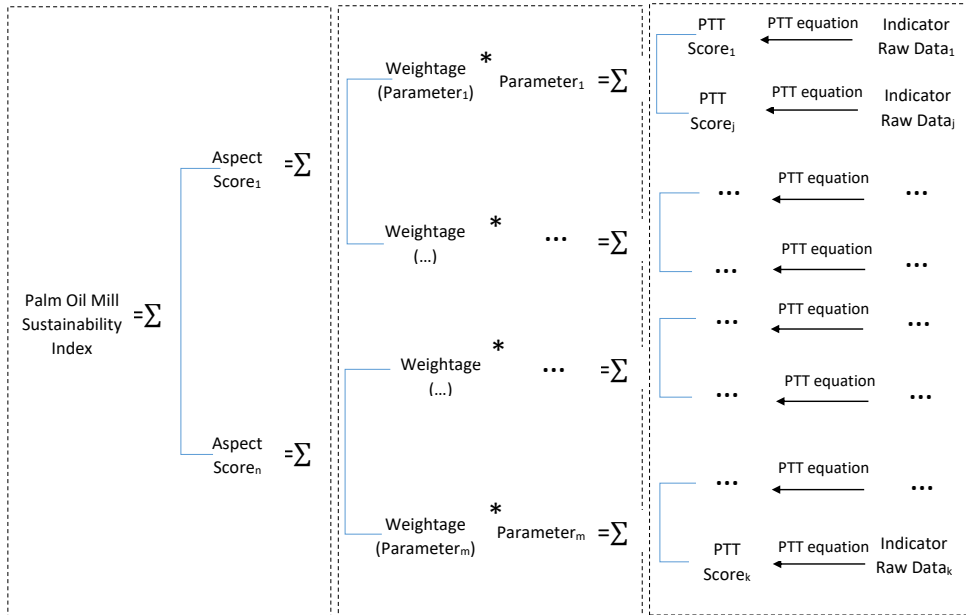 PTT
Score₁
PTT equation
Indicator
Raw Data₁
Weightage
(Parameter₁)
* Parameter₁ =∑
PTT
Scoreⱼ
PTT equation
Indicator
Raw Dataⱼ
Aspect
Score₁
=∑
... PTT equation ...
Weightage
(...)
* ... =∑
... PTT equation ...
Palm Oil Mill
Sustainability
Index
=∑
... PTT equation ...
Weightage
(...)
* ... =∑
... PTT equation ...
Aspect
Scoreₙ
=∑
... PTT equation ...
Weightage
(Parameterₘ)
* Parameterₘ =∑
PTT
Scoreₖ
PTT equation
Indicator
Raw Dataₖ